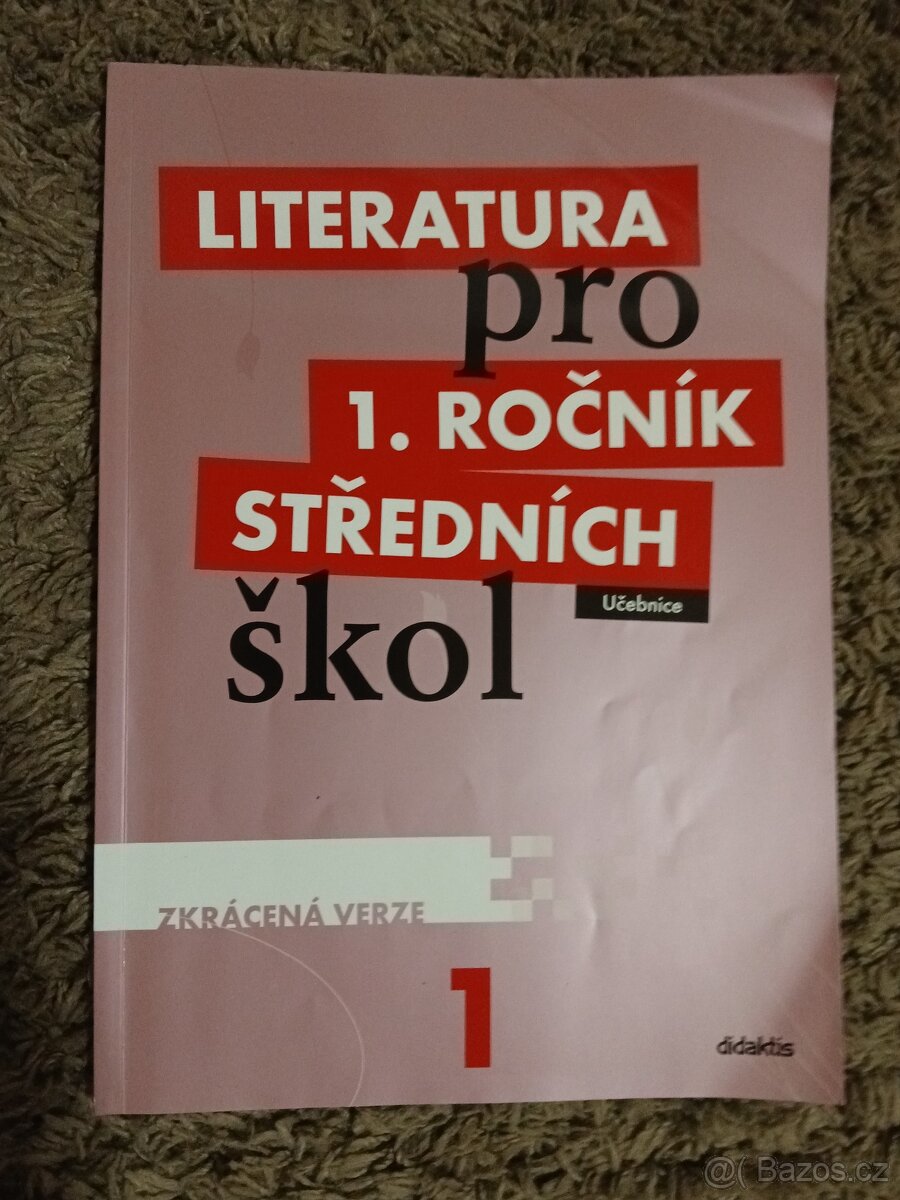 LITERATURA
pro
1. ROČNÍK
STŘEDNÍCH
Učebnice
škol
ZKRÁCENÁ VERZE
1
didaktis
@( Bazos.cz